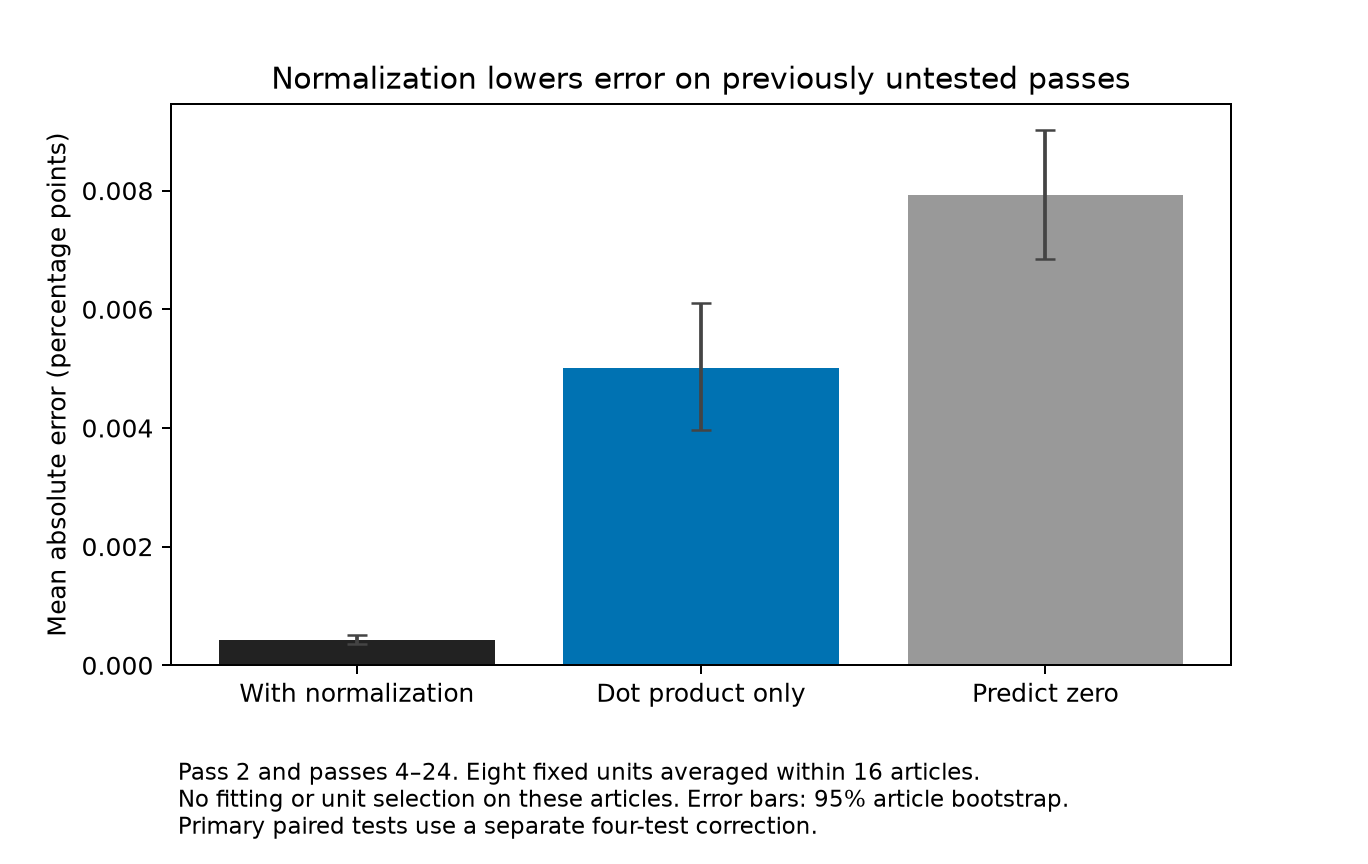 Normalization lowers error on previously untested passes
Mean absolute error (percentage points)
0.008
0.006
0.004
0.002
0.000
With normalization
Dot product only
Predict zero
Pass 2 and passes 4–24. Eight fixed units averaged within 16 articles.
No fitting or unit selection on these articles. Error bars: 95% article bootstrap.
Primary paired tests use a separate four-test correction.